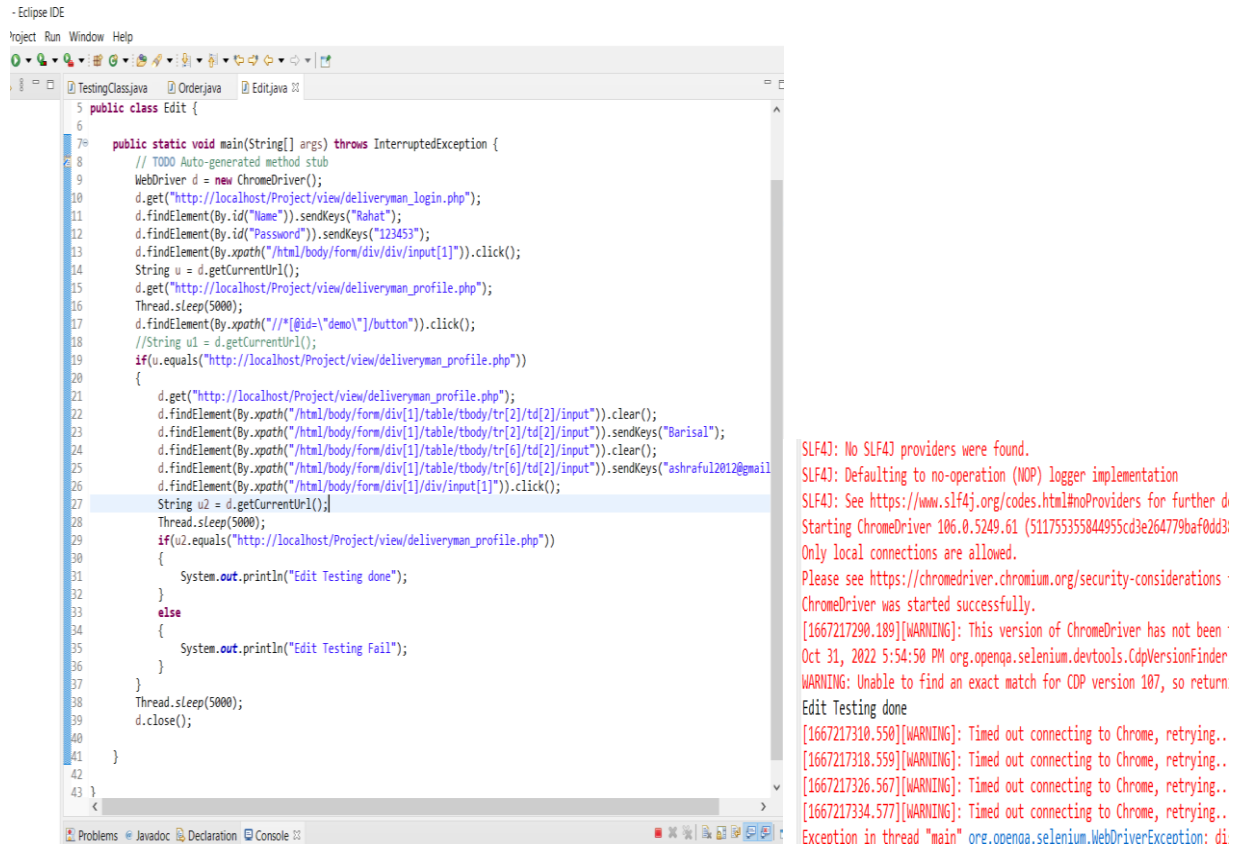 - Eclipse IDE
Project Run Window Help
TestingClass.java Order.java Edit.java
5 public class Edit {
6
7 public static void main(String[] args) throws InterruptedException {
8 // TODO Auto-generated method stub
9 WebDriver d = new ChromeDriver();
10 d.get("http://localhost/Project/view/deliveryman_login.php");
11 d.findElement(By.id("Name")).sendKeys("Rahat");
12 d.findElement(By.id("Password")).sendKeys("123453");
13 d.findElement(By.xpath("/html/body/form/div/div/input[1]")).click();
14 String u = d.getCurrentUrl();
15 d.get("http://localhost/Project/view/deliveryman_profile.php");
16 Thread.sleep(5000);
17 d.findElement(By.xpath("//*[@id=\"demo\"]/button")).click();
18 //String u1 = d.getCurrentUrl();
19 if(u.equals("http://localhost/Project/view/deliveryman_profile.php"))
20 {
21 d.get("http://localhost/Project/view/deliveryman_profile.php");
22 d.findElement(By.xpath("/html/body/form/div[1]/table/tbody/tr[2]/td[2]/input")).clear();
23 d.findElement(By.xpath("/html/body/form/div[1]/table/tbody/tr[2]/td[2]/input")).sendKeys("Barisal");
24 d.findElement(By.xpath("/html/body/form/div[1]/table/tbody/tr[6]/td[2]/input")).clear();
25 d.findElement(By.xpath("/html/body/form/div[1]/table/tbody/tr[6]/td[2]/input")).sendKeys("ashraful2012@gmail
26 d.findElement(By.xpath("/html/body/form/div[1]/div/input[1]")).click();
27 String u2 = d.getCurrentUrl();
28 Thread.sleep(5000);
29 if(u2.equals("http://localhost/Project/view/deliveryman_profile.php"))
30 {
31 System.out.println("Edit Testing done");
32 }
33 else
34 {
35 System.out.println("Edit Testing Fail");
36 }
37 }
38 Thread.sleep(5000);
39 d.close();
40
41 }
42
43 }
Problems Javadoc Declaration Console
SLF4J: No SLF4J providers were found.
SLF4J: Defaulting to no-operation (NOP) logger implementation
SLF4J: See https://www.slf4j.org/codes.html#noProviders for further d
Starting ChromeDriver 106.0.5249.61 (511755355844955cd3e264779baf0dd3
Only local connections are allowed.
Please see https://chromedriver.chromium.org/security-considerations
ChromeDriver was started successfully.
[1667217290.189][WARNING]: This version of ChromeDriver has not been
Oct 31, 2022 5:54:50 PM org.openqa.selenium.devtools.CdpVersionFinder
WARNING: Unable to find an exact match for CDP version 107, so return
Edit Testing done
[1667217310.550][WARNING]: Timed out connecting to Chrome, retrying..
[1667217318.559][WARNING]: Timed out connecting to Chrome, retrying..
[1667217326.567][WARNING]: Timed out connecting to Chrome, retrying..
[1667217334.577][WARNING]: Timed out connecting to Chrome, retrying..
Exception in thread "main" org.openqa.selenium.WebDriverException: di